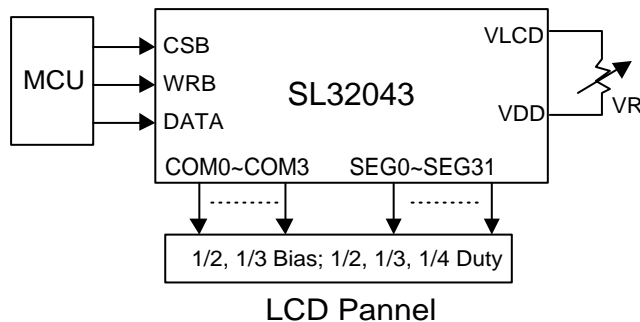 CSB
VLCD
MCU
WRB
SL32043
VDD
VR
DATA
COM0~COM3 SEG0~SEG31
1/2, 1/3 Bias; 1/2, 1/3, 1/4 Duty
LCD Pannel